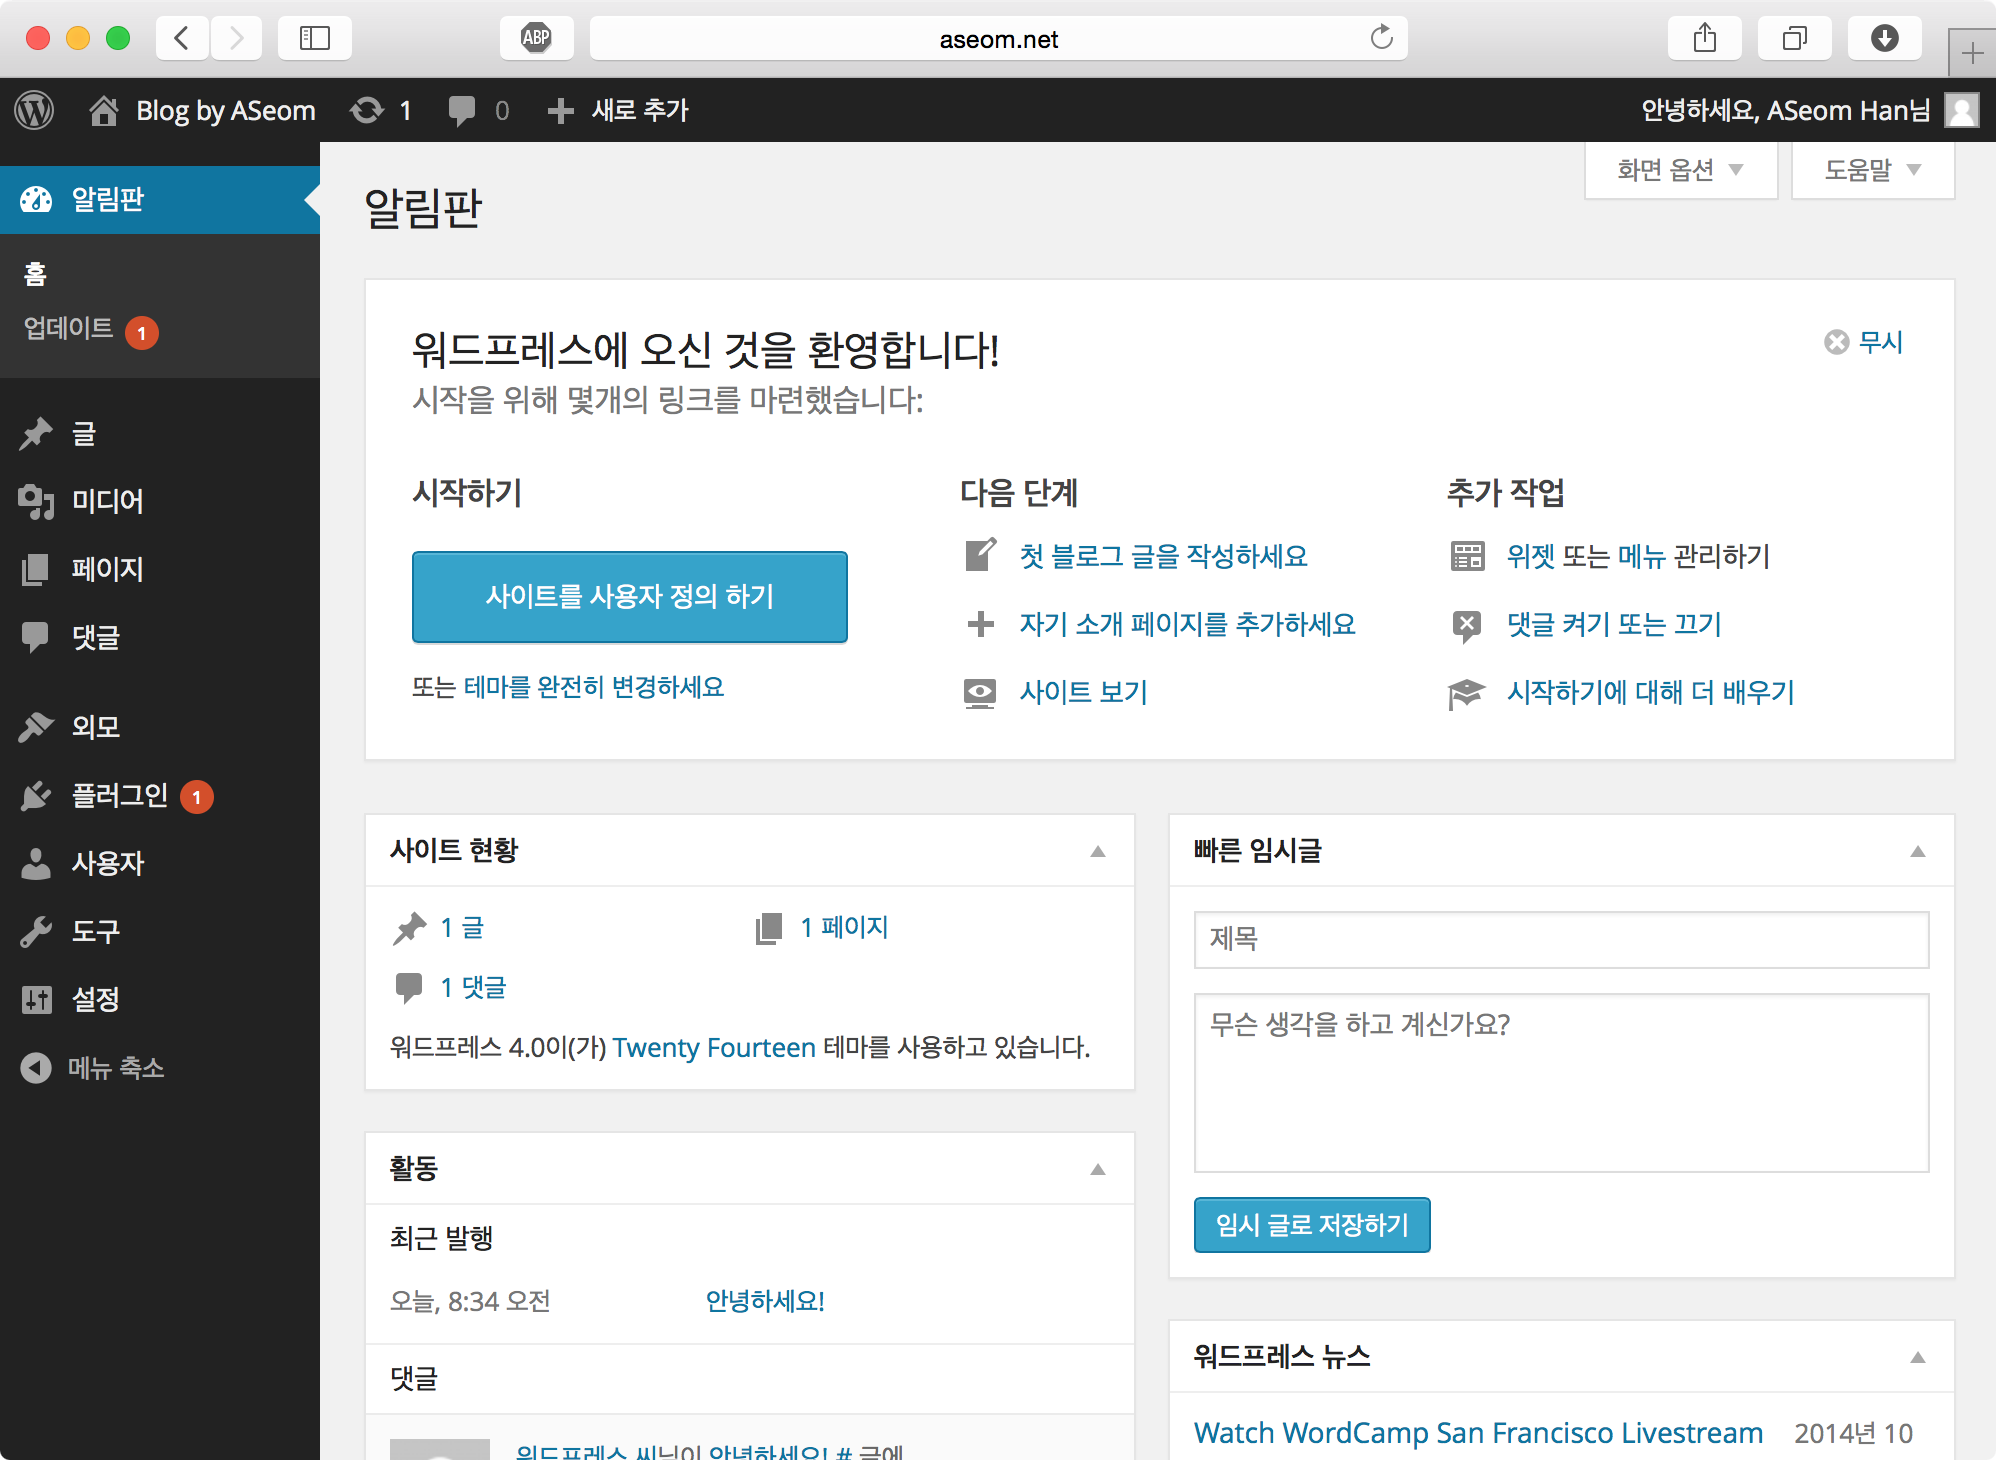 ABP
aseom.net
Blog by ASeom
1
0
새로 추가
안녕하세요, ASeom Han님
알림판
홈
업데이트 1
글
미디어
페이지
댓글
외모
플러그인 1
사용자
도구
설정
메뉴 축소
화면 옵션
도움말
알림판
워드프레스에 오신 것을 환영합니다!
무시
시작을 위해 몇개의 링크를 마련했습니다:
시작하기
사이트를 사용자 정의 하기
또는 테마를 완전히 변경하세요
다음 단계
첫 블로그 글을 작성하세요
자기 소개 페이지를 추가하세요
사이트 보기
추가 작업
위젯 또는 메뉴 관리하기
댓글 켜기 또는 끄기
시작하기에 대해 더 배우기
사이트 현황
1 글
1 페이지
1 댓글
워드프레스 4.0이(가) Twenty Fourteen 테마를 사용하고 있습니다.
활동
최근 발행
오늘, 8:34 오전
안녕하세요!
댓글
워드프레스 씨님이 안녕하세요! # 글에
빠른 임시글
제목
무슨 생각을 하고 계신가요?
임시 글로 저장하기
워드프레스 뉴스
Watch WordCamp San Francisco Livestream 2014년 10